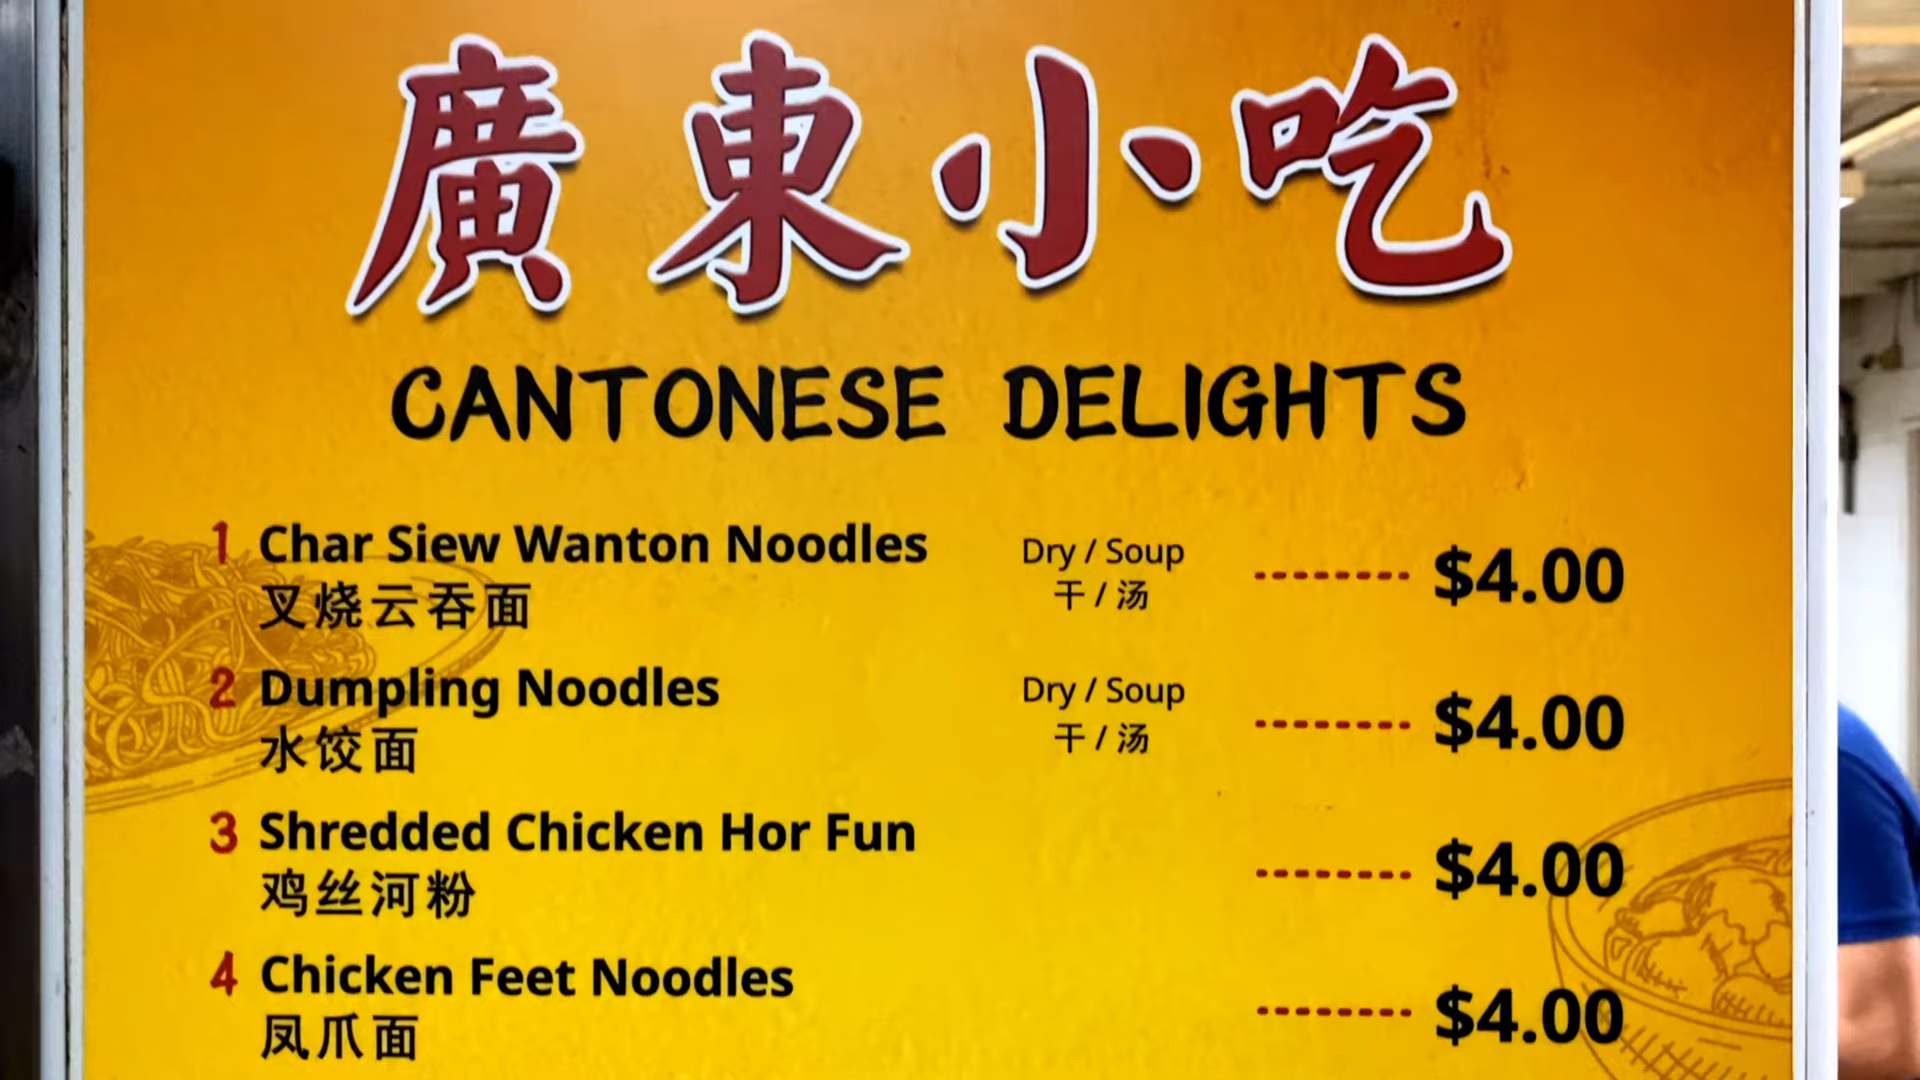 廣東小吃
CANTONESE DELIGHTS
1 Char Siew Wanton Noodles Dry / Soup -------- $4.00
叉烧云吞面 干 / 汤
2 Dumpling Noodles Dry / Soup -------- $4.00
水饺面 干 / 汤
3 Shredded Chicken Hor Fun -------- $4.00
鸡丝河粉
4 Chicken Feet Noodles -------- $4.00
凤爪面